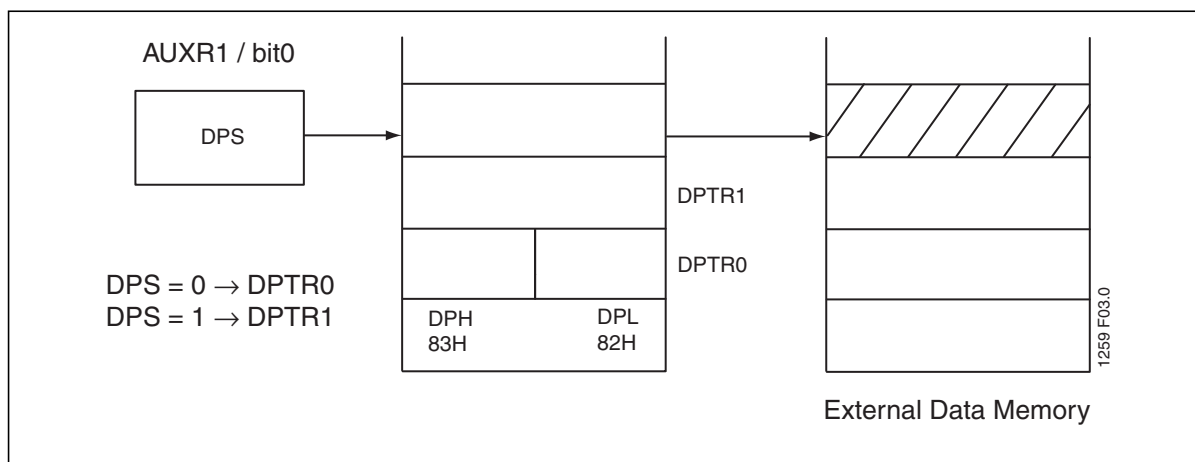 AUXR1 / bit0
DPS
DPTR1
DPTR0
DPS = 0 → DPTR0
DPS = 1 → DPTR1
DPH
83H
DPL
82H
External Data Memory
1259 F03.0